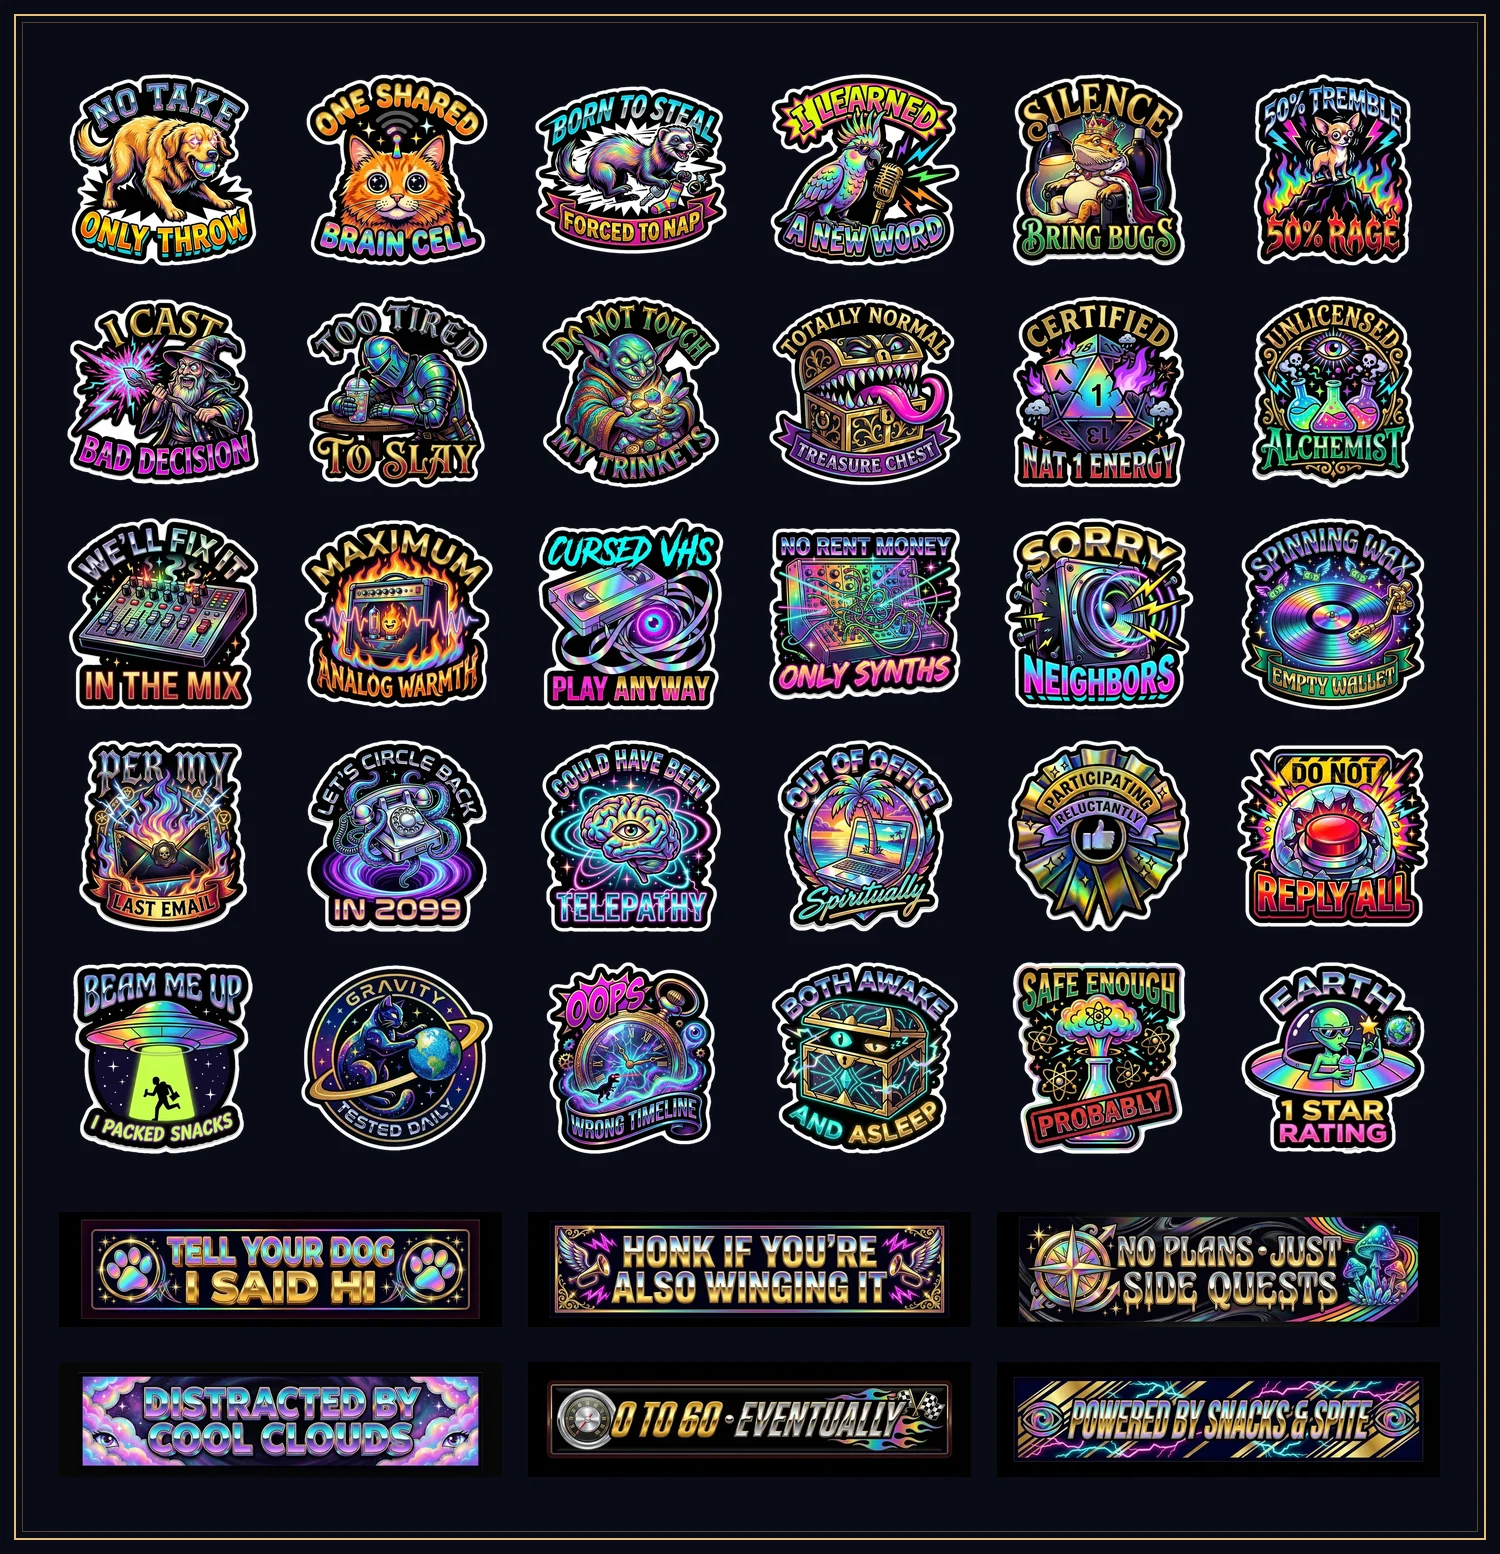 NO TAKE
ONLY THROW
ONE SHARED
BRAIN CELL
BORN TO STEAL
FORCED TO NAP
I LEARNED
A NEW WORD
SILENCE
BRING BUGS
50% TREMBLE
50% RAGE
I CAST
BAD DECISION
TOO TIRED
TO SLAY
DO NOT TOUCH
MY TRINKETS
TOTALLY NORMAL
TREASURE CHEST
CERTIFIED
1
NAT 1 ENERGY
UNLICENSED
ALCHEMIST
WE'LL FIX IT
IN THE MIX
MAXIMUM
ANALOG WARMTH
CURSED VHS
PLAY ANYWAY
NO RENT MONEY
ONLY SYNTHS
SORRY
NEIGHBORS
SPINNING WAX
EMPTY WALLET
PER MY
LAST EMAIL
LET'S CIRCLE BACK
IN 2099
COULD HAVE BEEN
TELEPATHY
OUT OF OFFICE
Spiritually
PARTICIPATING
RELUCTANTLY
DO NOT
REPLY ALL
BEAM ME UP
I PACKED SNACKS
GRAVITY
TESTED DAILY
OOPS
WRONG TIMELINE
BOTH AWAKE
zzz
AND ASLEEP
SAFE ENOUGH
PROBABLY
EARTH
1 STAR
RATING
TELL YOUR DOG
I SAID HI
HONK IF YOU'RE
ALSO WINGING IT
NO PLANS · JUST
SIDE QUESTS
DISTRACTED BY
COOL CLOUDS
0 TO 60 · EVENTUALLY
POWERED BY SNACKS & SPITE